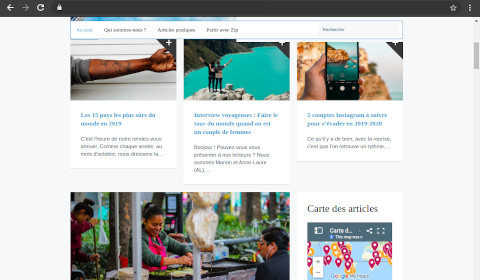 Accueil
Qui sommes-nous ?
Articles pratiques
Partir avec Zip
Rechercher
Les 15 pays les plus sûrs du
monde en 2019
C'est l'heure de notre rendez-vous
annuel. Comme chaque année, au
mois d'octobre, nous dressons la…
Interview voyageuses : Faire le
tour du monde quand on est
un couple de femmes
Bonjour ! Pouvez-vous vous
présenter à nos lecteurs ? Nous
sommes Marion et Anne-Laure
(AL),…
5 comptes Instagram à suivre
pour s'évader en 2019-2020
Ce qu'il y a de bien, avec la reprise,
c'est que l'on retrouve un rythme,…
Carte des articles
Carte d…
This map was m…
Google My Maps